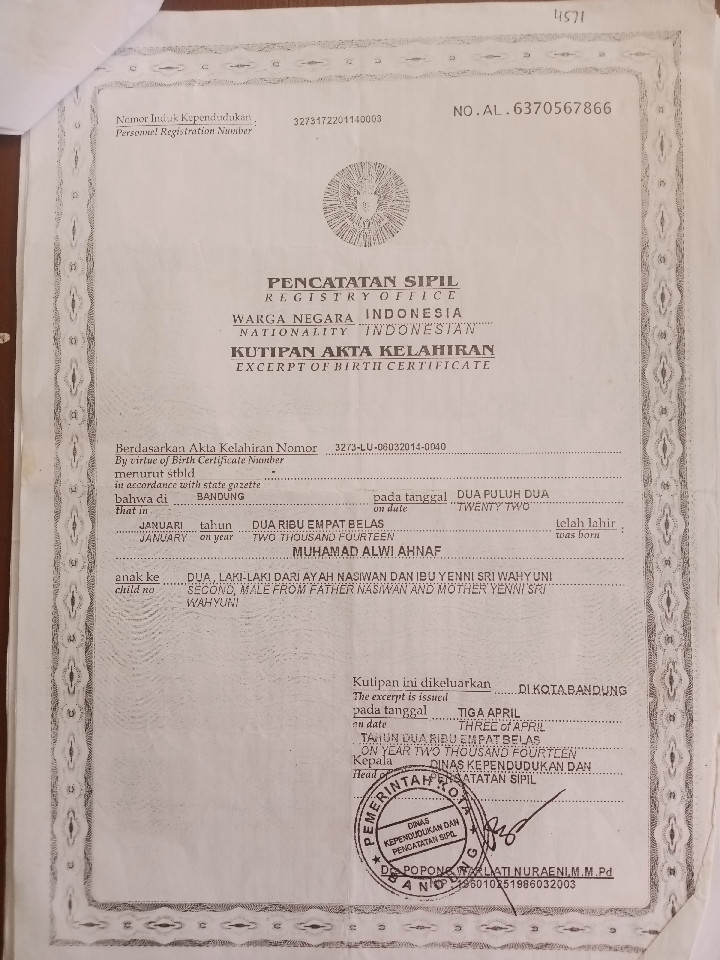 4571
Nomor Induk Kependudukan : 3273172201140003 NO.AL.6370567866
Personnel Registration Number
PENCATATAN SIPIL
REGISTRY OFFICE
WARGA NEGARA INDONESIA
NATIONALITY INDONESIAN
KUTIPAN AKTA KELAHIRAN
EXCERPT OF BIRTH CERTIFICATE
Berdasarkan Akta Kelahiran Nomor 3273-LU-06032014-0040
By virtue of Birth Certificate Number
menurut stbld -
in accordance with state gazette
bahwa di BANDUNG pada tanggal DUA PULUH DUA
that in on date TWENTY TWO
JANUARI tahun DUA RIBU EMPAT BELAS telah lahir :
JANUARY on year TWO THOUSAND FOURTEEN was born
MUHAMAD ALWI AHNAF
anak ke DUA, LAKI-LAKI DARI AYAH NASIWAN DAN IBU YENNI SRI WAHYUNI
child no SECOND, MALE FROM FATHER NASIWAN AND MOTHER YENNI SRI
WAHYUNI
Kutipan ini dikeluarkan DI KOTA BANDUNG
The excerpt is issued
pada tanggal TIGA APRIL
on date THREE of APRIL
TAHUN DUA RIBU EMPAT BELAS
ON YEAR TWO THOUSAND FOURTEEN
Kepala DINAS KEPENDUDUKAN DAN
Head of PENCATATAN SIPIL
PEMERINTAH KOTA
DINAS
KEPENDUDUKAN DAN
PENCATATAN SIPIL
BANDUNG
POPONG WARLIATI NURAENI,M.M.Pd
196010251986032003